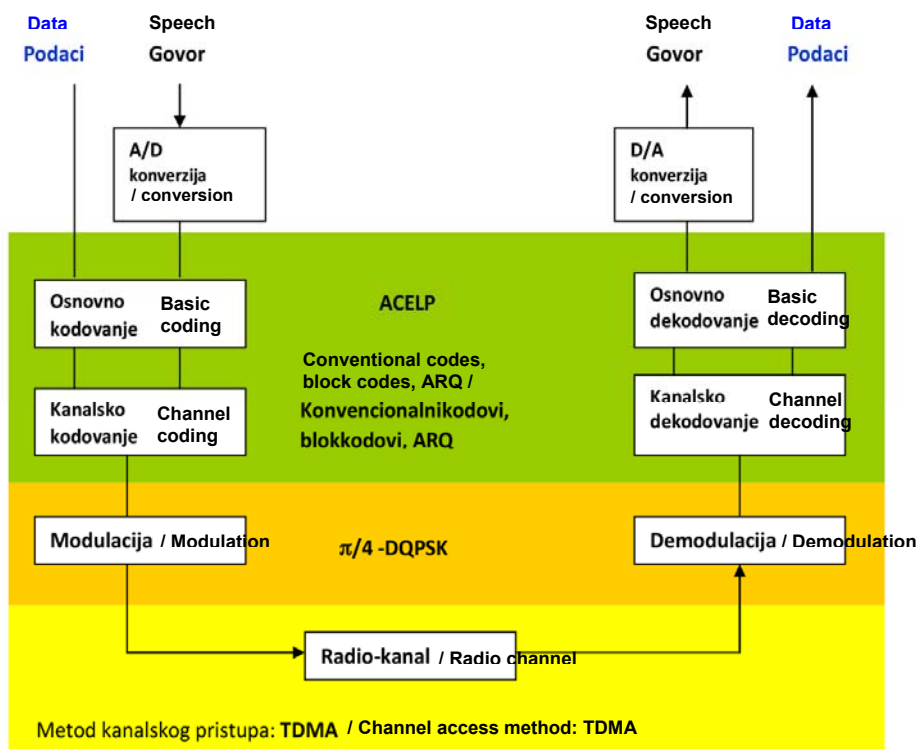 Data
Podaci
Speech
Govor
Speech
Govor
Data
Podaci
A/D
konverzija
/ conversion
D/A
konverzija
/ conversion
Osnovno
kodovanje
Basic
coding
ACELP
Osnovno
dekodovanje
Basic
decoding
Conventional codes,
block codes, ARQ /
Konvencionalnikodovi,
blokkodovi, ARQ
Kanalsko
kodovanje
Channel
coding
Kanalsko
dekodovanje
Channel
decoding
Modulacija / Modulation
π/4 -DQPSK
Demodulacija / Demodulation
Radio-kanal / Radio channel
Metod kanalskog pristupa: TDMA / Channel access method: TDMA